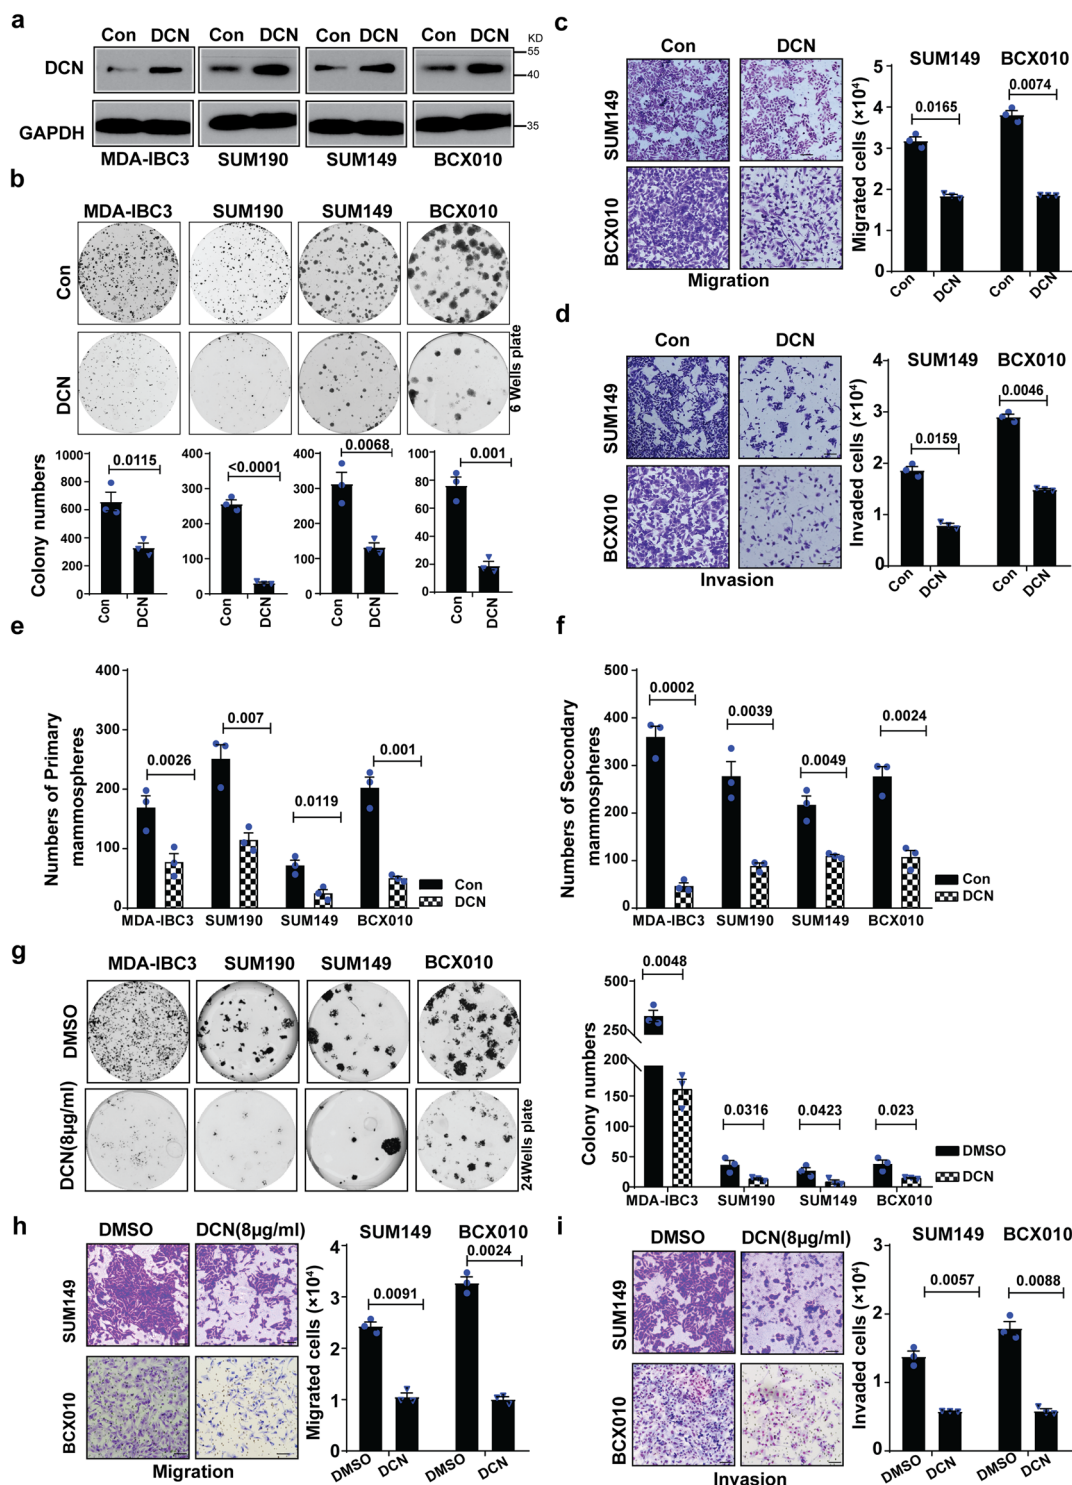 a
Con DCN Con DCN Con DCN Con DCN KD
DCN
55
40
GAPDH
35
MDA-IBC3 SUM190 SUM149 BCX010
b
MDA-IBC3 SUM190 SUM149 BCX010
Con
DCN
6 Wells plate
Colony numbers
1000
800
600
400
200
0
0.0115
Con
DCN
400
300
200
100
0
<0.0001
Con
DCN
400
300
200
100
0
0.0068
Con
DCN
100
80
60
40
20
0
0.001
Con
DCN
c
Con DCN
SUM149
BCX010
Migration
Migrated cells (×10⁴)
SUM149 BCX010
5
4
3
2
1
0
0.0165
0.0074
Con
DCN
Con
DCN
d
Con DCN
SUM149
BCX010
Invasion
Invaded cells (×10⁴)
SUM149 BCX010
4
3
2
1
0
0.0159
0.0046
Con
DCN
Con
DCN
e
Numbers of Primary
mammospheres
400
300
200
100
0
0.0026
0.007
0.0119
0.001
Con
DCN
MDA-IBC3 SUM190 SUM149 BCX010
f
Numbers of Secondary
mammospheres
500
400
300
200
100
0
0.0002
0.0039
0.0049
0.0024
Con
DCN
MDA-IBC3 SUM190 SUM149 BCX010
g
MDA-IBC3 SUM190 SUM149 BCX010
DMSO
DCN(8μg/ml)
24Wells plate
Colony numbers
500
250
200
150
100
50
0
0.0048
0.0316
0.0423
0.023
DMSO
DCN
MDA-IBC3 SUM190 SUM149 BCX010
h
DMSO DCN(8μg/ml)
SUM149
BCX010
Migration
Migrated cells (×10⁴)
SUM149 BCX010
4
3
2
1
0
0.0091
0.0024
DMSO
DCN
DMSO
DCN
i
DMSO DCN(8μg/ml)
SUM149
BCX010
Invasion
Invaded cells (×10⁴)
SUM149 BCX010
3
2
1
0
0.0057
0.0088
DMSO
DCN
DMSO
DCN